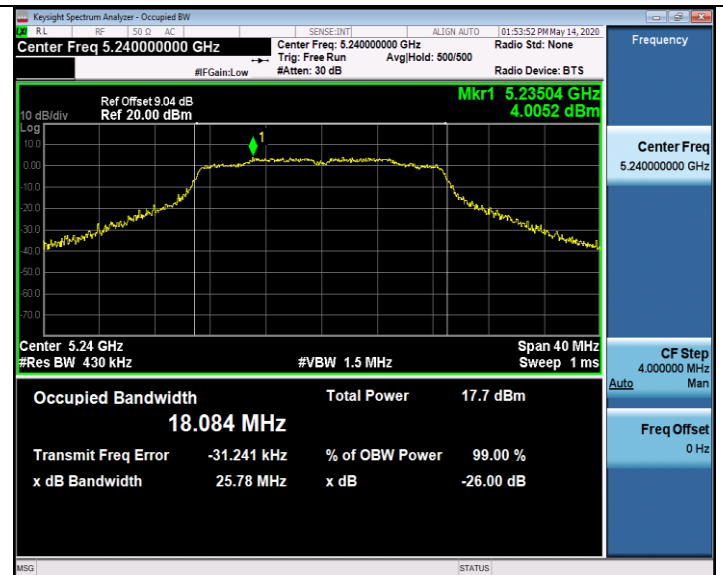 Keysight Spectrum Analyzer - Occupied BW
RL RF 50 Ω AC SENSE:INT ALIGN AUTO 01:53:52 PM May 14, 2020
Center Freq 5.240000000 GHz
Center Freq: 5.240000000 GHz Radio Std: None
Trig: Free Run Avg|Hold: 500/500
#IFGain:Low #Atten: 30 dB Radio Device: BTS
Ref Offset 9.04 dB Mkr1 5.23504 GHz
10 dB/div Ref 20.00 dBm 4.0052 dBm
Log
10.0
1
0.00
-10.0
-20.0
-30.0
-40.0
-50.0
-60.0
-70.0
Center 5.24 GHz Span 40 MHz
#Res BW 430 kHz #VBW 1.5 MHz Sweep 1 ms
Occupied Bandwidth Total Power 17.7 dBm
18.084 MHz
Transmit Freq Error -31.241 kHz % of OBW Power 99.00 %
x dB Bandwidth 25.78 MHz x dB -26.00 dB
Frequency
Center Freq
5.240000000 GHz
CF Step
4.000000 MHz
Auto Man
Freq Offset
0 Hz
MSG STATUS